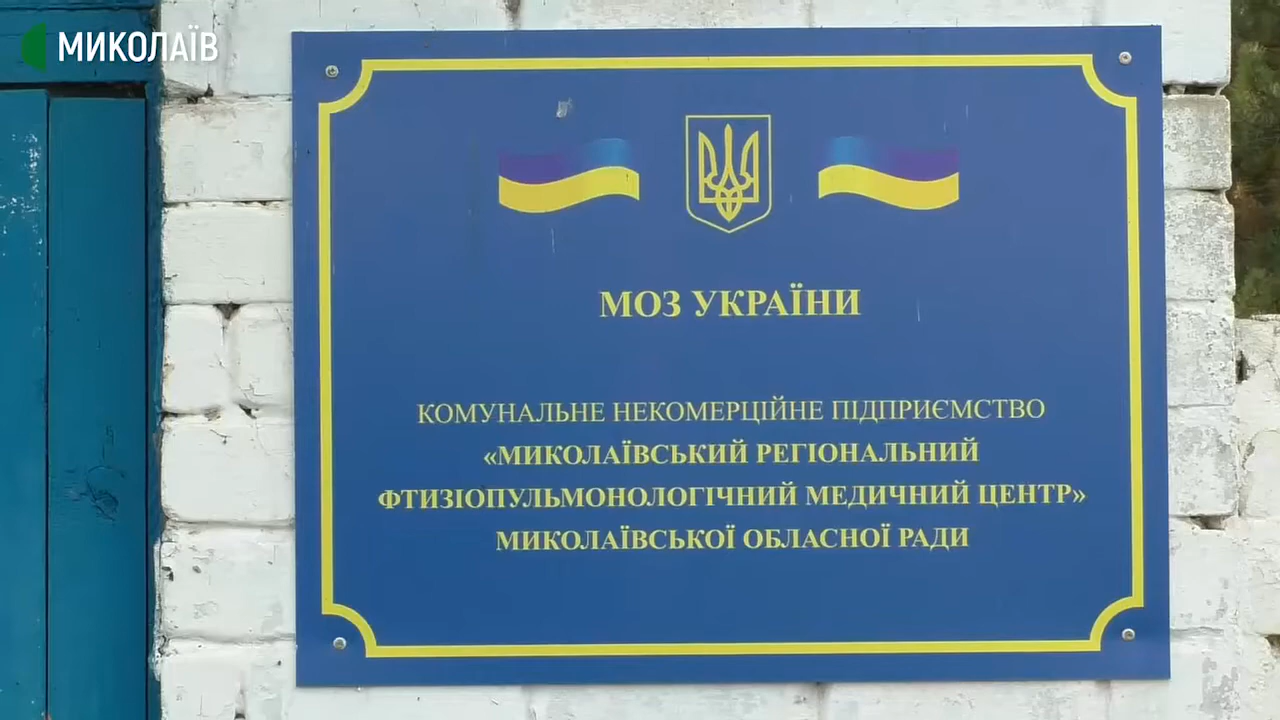 МИКОЛАЇВ
МОЗ УКРАЇНИ
КОМУНАЛЬНЕ НЕКОМЕРЦІЙНЕ ПІДПРИЄМСТВО
«МИКОЛАЇВСЬКИЙ РЕГІОНАЛЬНИЙ
ФТИЗІОПУЛЬМОНОЛОГІЧНИЙ МЕДИЧНИЙ ЦЕНТР»
МИКОЛАЇВСЬКОЇ ОБЛАСНОЇ РАДИ